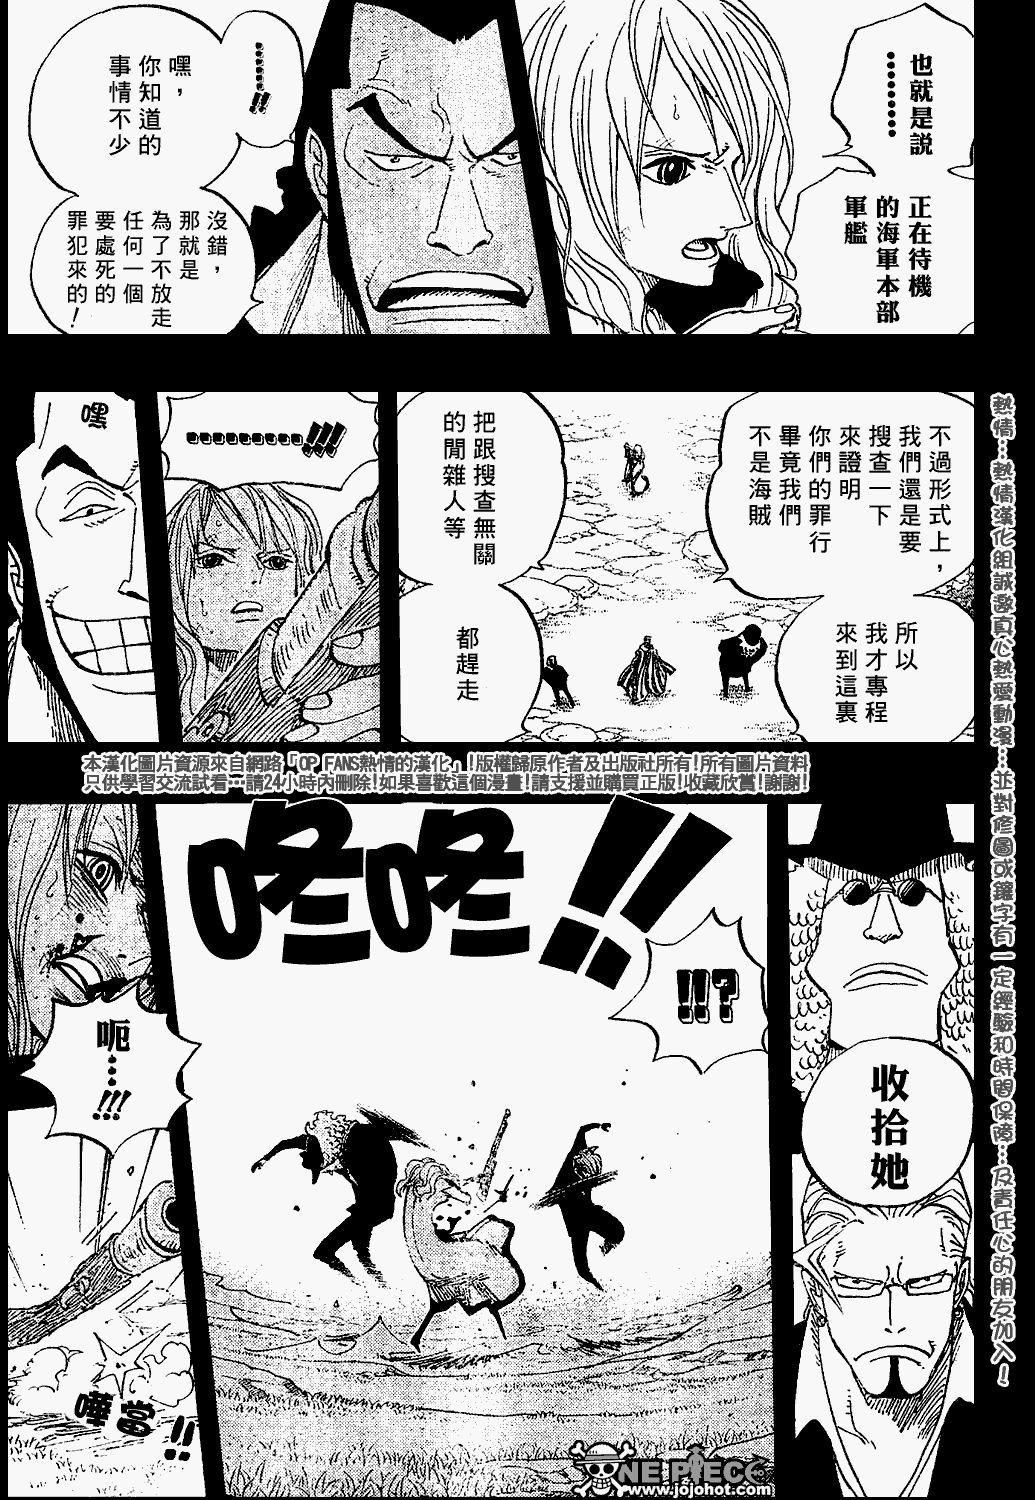 也就是說
………
正在待機
的海軍本部
軍艦
………!!
嘿，
你知道的
事情不少
沒錯，
那就是
為了不放走
任何一個
要處死的
罪犯來的！
不過形式上，
我們還是要
搜查一下
來證明
你們的罪行
畢竟我們
不是海賊
所以
我才專程
來到這裏
把跟搜查無關
的閒雜人等
都趕走
…………!!!
嘿
本漢化圖片資源來自網路「OP FANS熱情的漢化」!版權歸原作者及出版社所有!所有圖片資料
只供學習交流試看…請24小時內刪除!如果喜歡這個漫畫!請支援並購買正版!收藏欣賞!謝謝!
收拾她
咚咚!!
!!?
呃…!!!
噹當!!
ONE PIECE
www.jojohot.com
熱情…熱情漢化組誠邀真心熱愛動漫…並對修圖或鑲字有一定經驗和時間保障…及責任心的朋友加入！